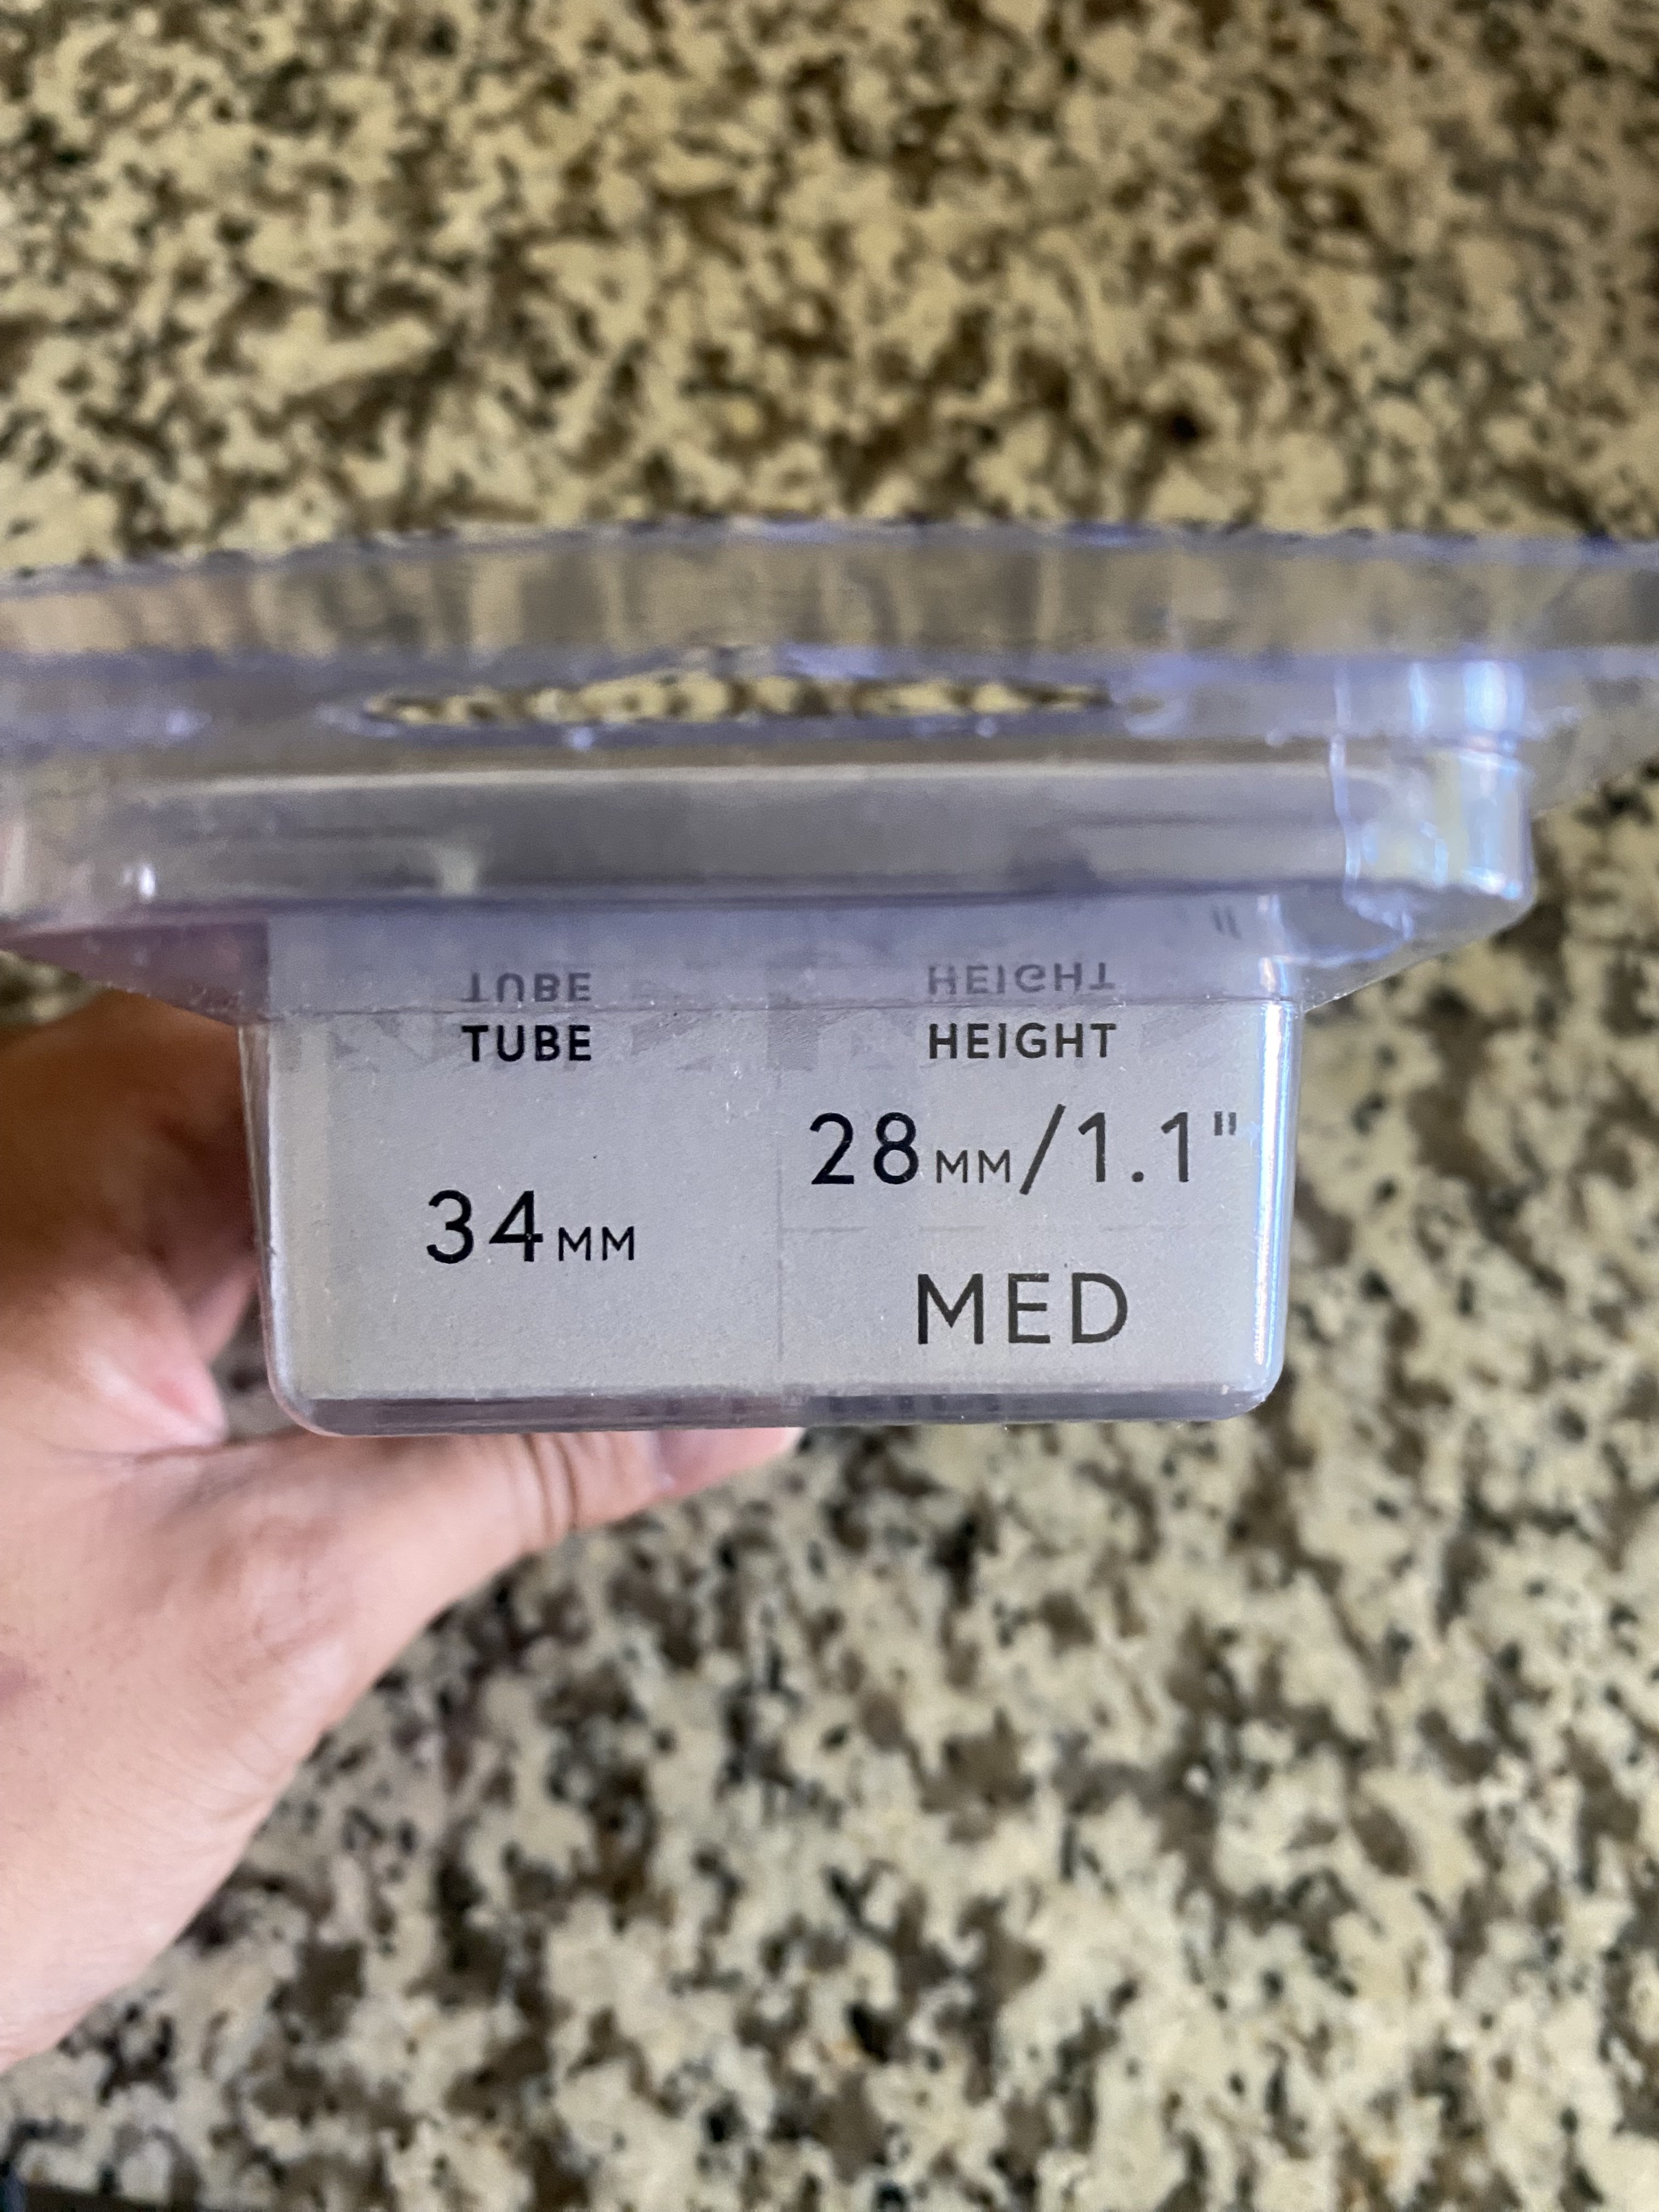 TUBE
34MM
HEIGHT
28MM/1.1"
MED